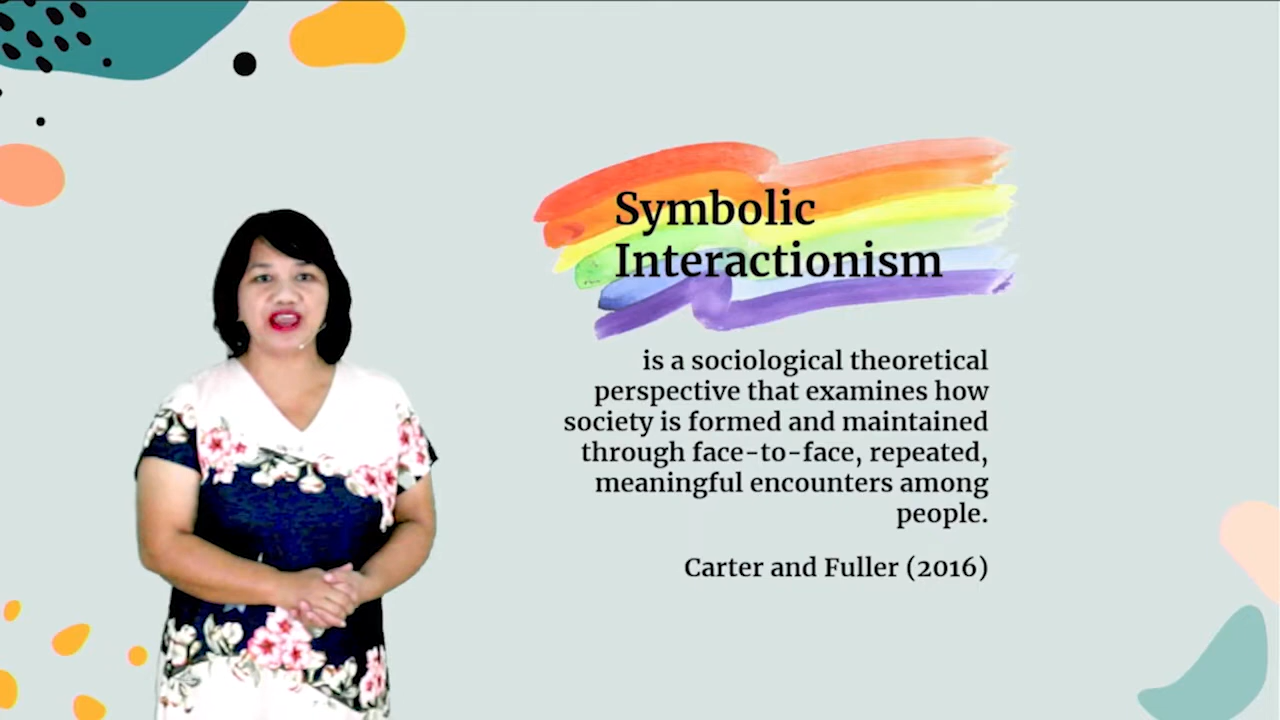 Symbolic
Interactionism
is a sociological theoretical
perspective that examines how
society is formed and maintained
through face-to-face, repeated,
meaningful encounters among
people.
Carter and Fuller (2016)